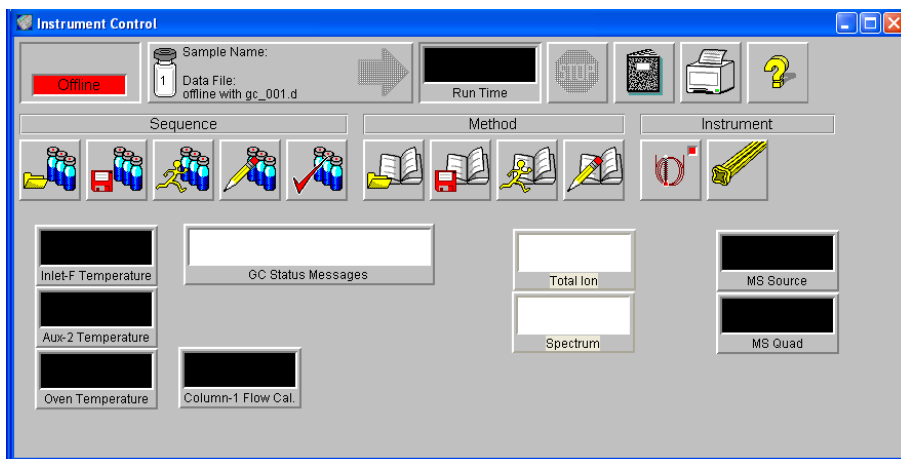 Instrument Control
Offline
1
Sample Name:
Data File:
offline with gc_001.d
Run Time
STOP
Sequence
Method
Instrument
Inlet-F Temperature
GC Status Messages
Total Ion
MS Source
Aux-2 Temperature
Spectrum
MS Quad
Oven Temperature
Column-1 Flow Cal.